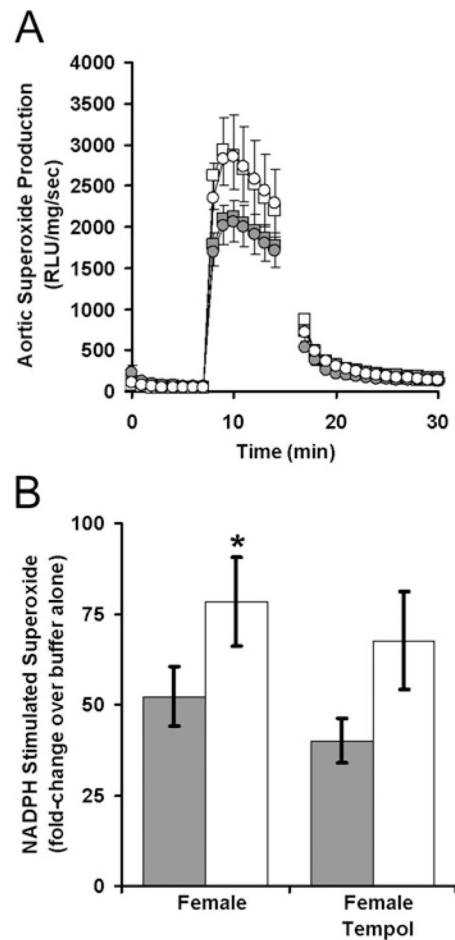 A
Aortic Superoxide Production
(RLU/mg/sec)
4000
3500
3000
2500
2000
1500
1000
500
0
0
10
20
30
Time (min)
B
NADPH Stimulated Superoxide
(fold-change over buffer alone)
100
75
50
25
0
*
Female
Female
Tempol